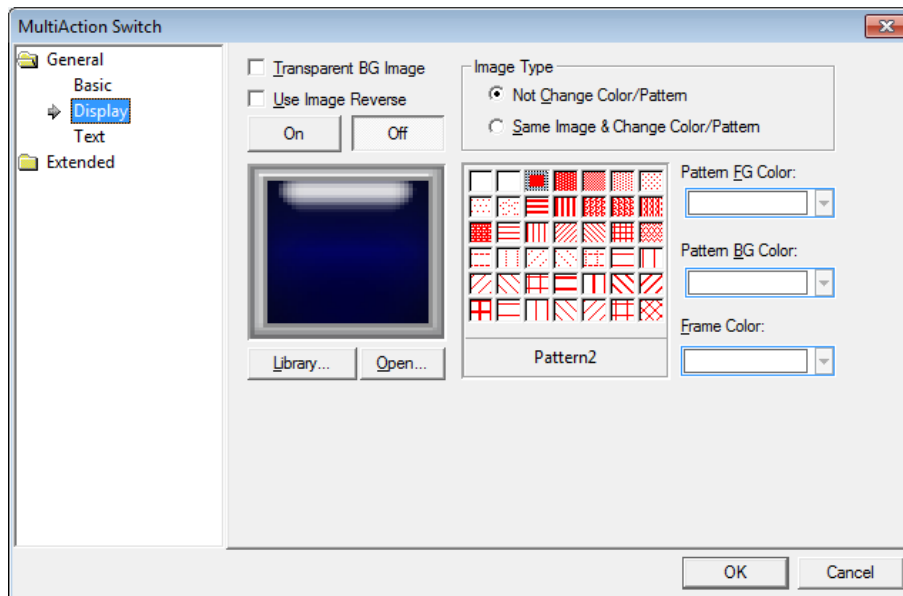 MultiAction Switch
General
Basic
Display
Text
Extended
Transparent BG Image
Use Image Reverse
On Off
Library... Open...
Image Type
Not Change Color/Pattern
Same Image & Change Color/Pattern
Pattern2
Pattern FG Color:
Pattern BG Color:
Frame Color:
OK Cancel